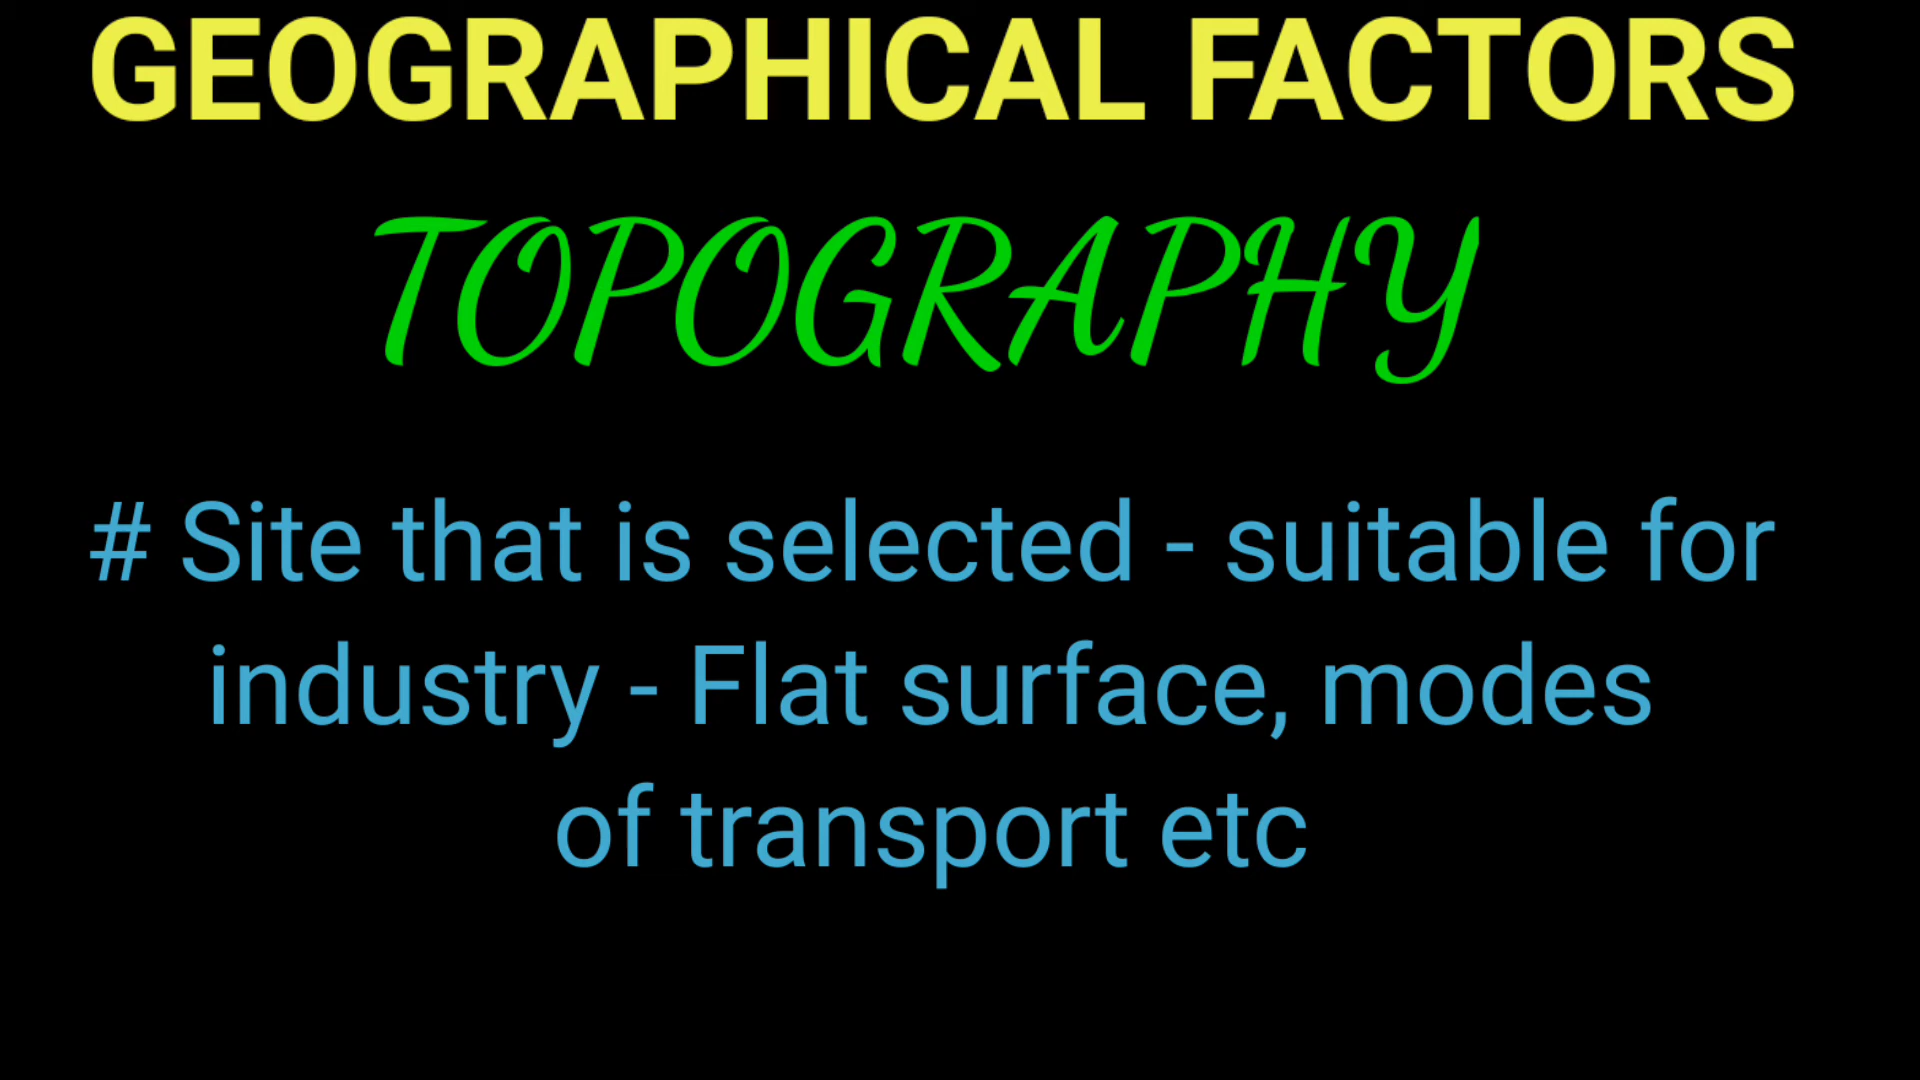 GEOGRAPHICAL FACTORS
TOPOGRAPHY
# Site that is selected - suitable for
industry - Flat surface, modes
of transport etc